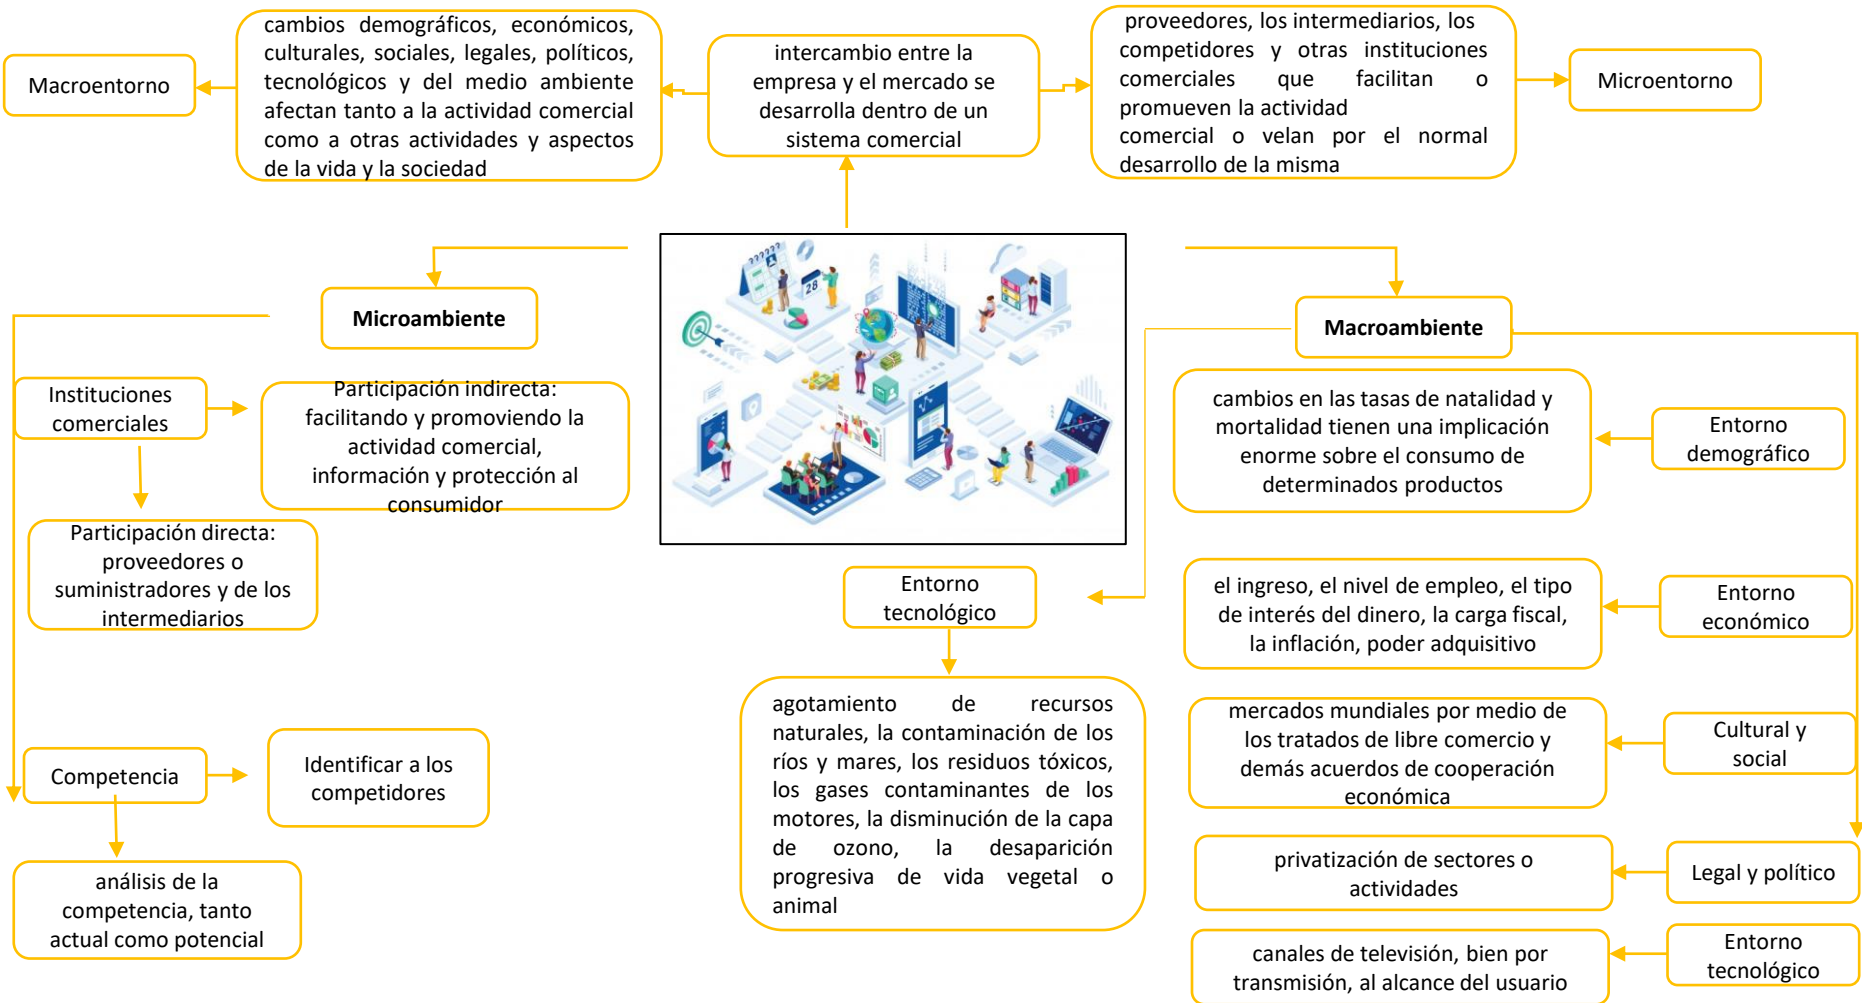 Macroentorno
cambios demográficos, económicos,
culturales, sociales, legales, políticos,
tecnológicos y del medio ambiente
afectan tanto a la actividad comercial
como a otras actividades y aspectos
de la vida y la sociedad
intercambio entre la
empresa y el mercado se
desarrolla dentro de un
sistema comercial
proveedores, los intermediarios, los
competidores y otras instituciones
comerciales que facilitan o
promueven la actividad
comercial o velan por el normal
desarrollo de la misma
Microentorno
Microambiente
Instituciones
comerciales
Participación indirecta:
facilitando y promoviendo la
actividad comercial,
información y protección al
consumidor
Participación directa:
proveedores o
suministradores y de los
intermediarios
Competencia
Identificar a los
competidores
análisis de la
competencia, tanto
actual como potencial
28
Entorno
tecnológico
agotamiento de recursos
naturales, la contaminación de los
ríos y mares, los residuos tóxicos,
los gases contaminantes de los
motores, la disminución de la capa
de ozono, la desaparición
progresiva de vida vegetal o
animal
Macroambiente
cambios en las tasas de natalidad y
mortalidad tienen una implicación
enorme sobre el consumo de
determinados productos
Entorno
demográfico
el ingreso, el nivel de empleo, el tipo
de interés del dinero, la carga fiscal,
la inflación, poder adquisitivo
Entorno
económico
mercados mundiales por medio de
los tratados de libre comercio y
demás acuerdos de cooperación
económica
Cultural y
social
privatización de sectores o
actividades
Legal y político
canales de televisión, bien por
transmisión, al alcance del usuario
Entorno
tecnológico